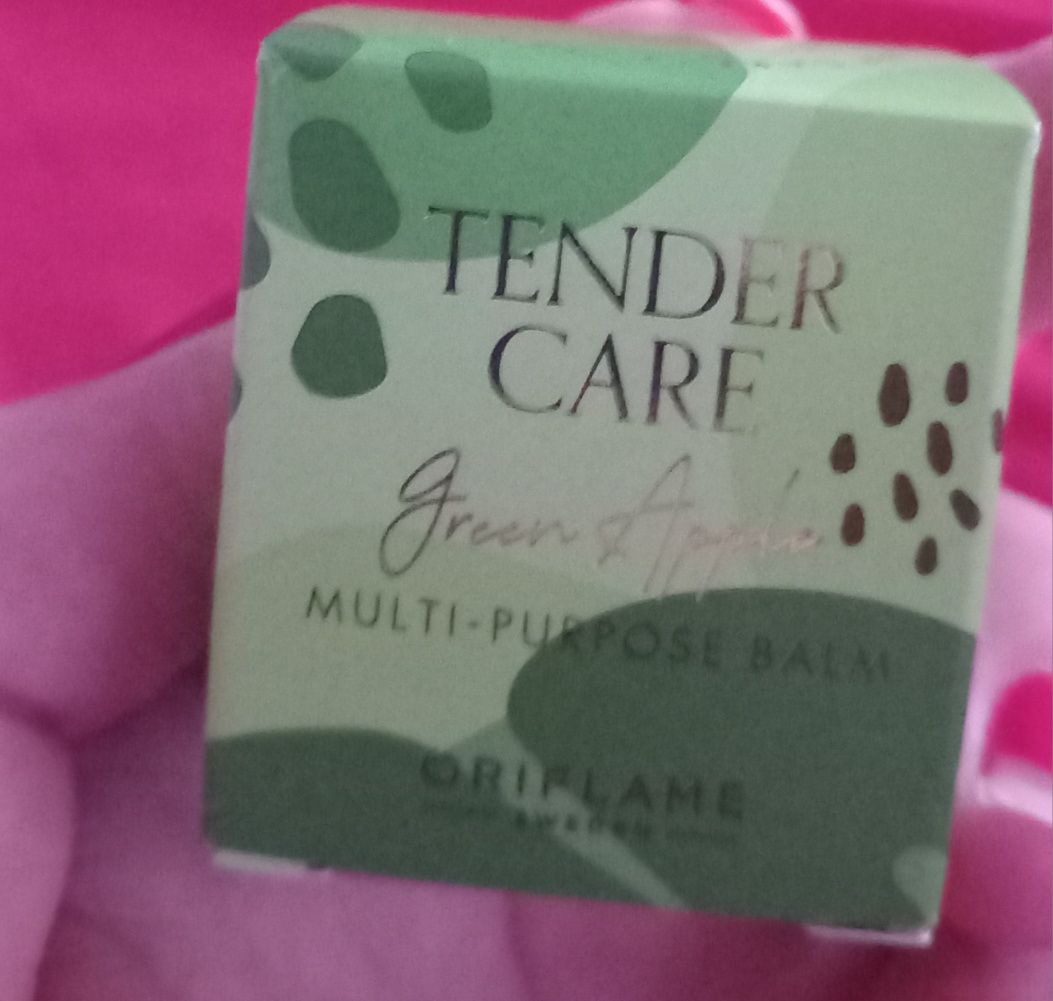 TENDER
CARE
Green Apple
MULTI-PURPOSE BALM
ORIFLAME
SWEDEN